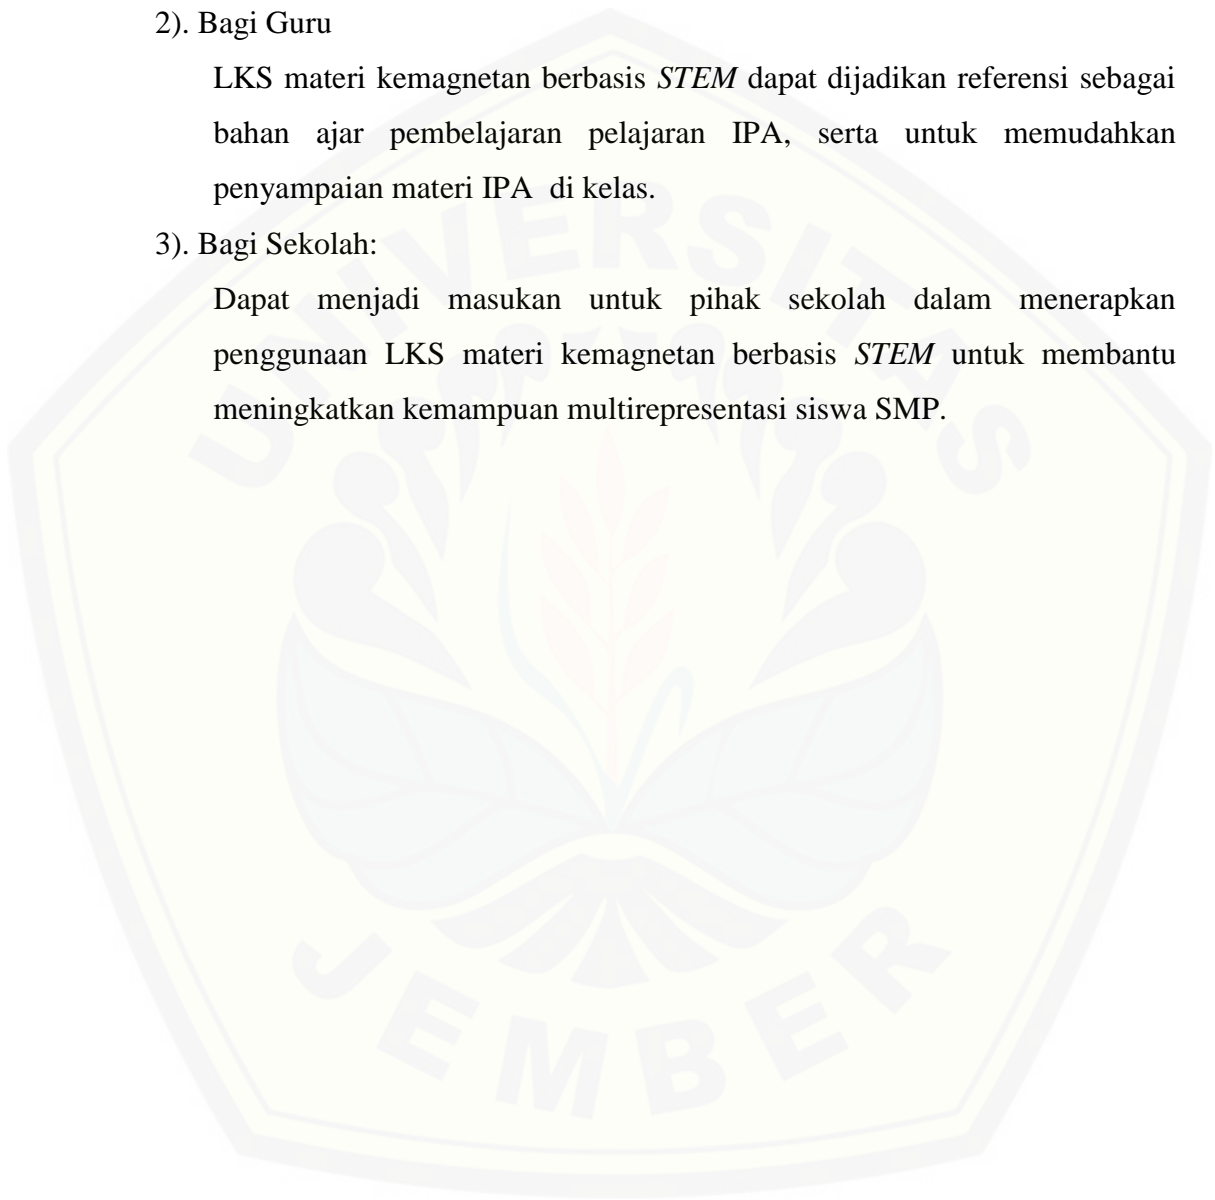 2). Bagi Guru
LKS materi kemagnetan berbasis STEM dapat dijadikan referensi sebagai
bahan ajar pembelajaran pelajaran IPA, serta untuk memudahkan
penyampaian materi IPA  di kelas.
3). Bagi Sekolah:
Dapat menjadi masukan untuk pihak sekolah dalam menerapkan
penggunaan LKS materi kemagnetan berbasis STEM untuk membantu
meningkatkan kemampuan multirepresentasi siswa SMP.
UNIVERSITAS
JEMBER